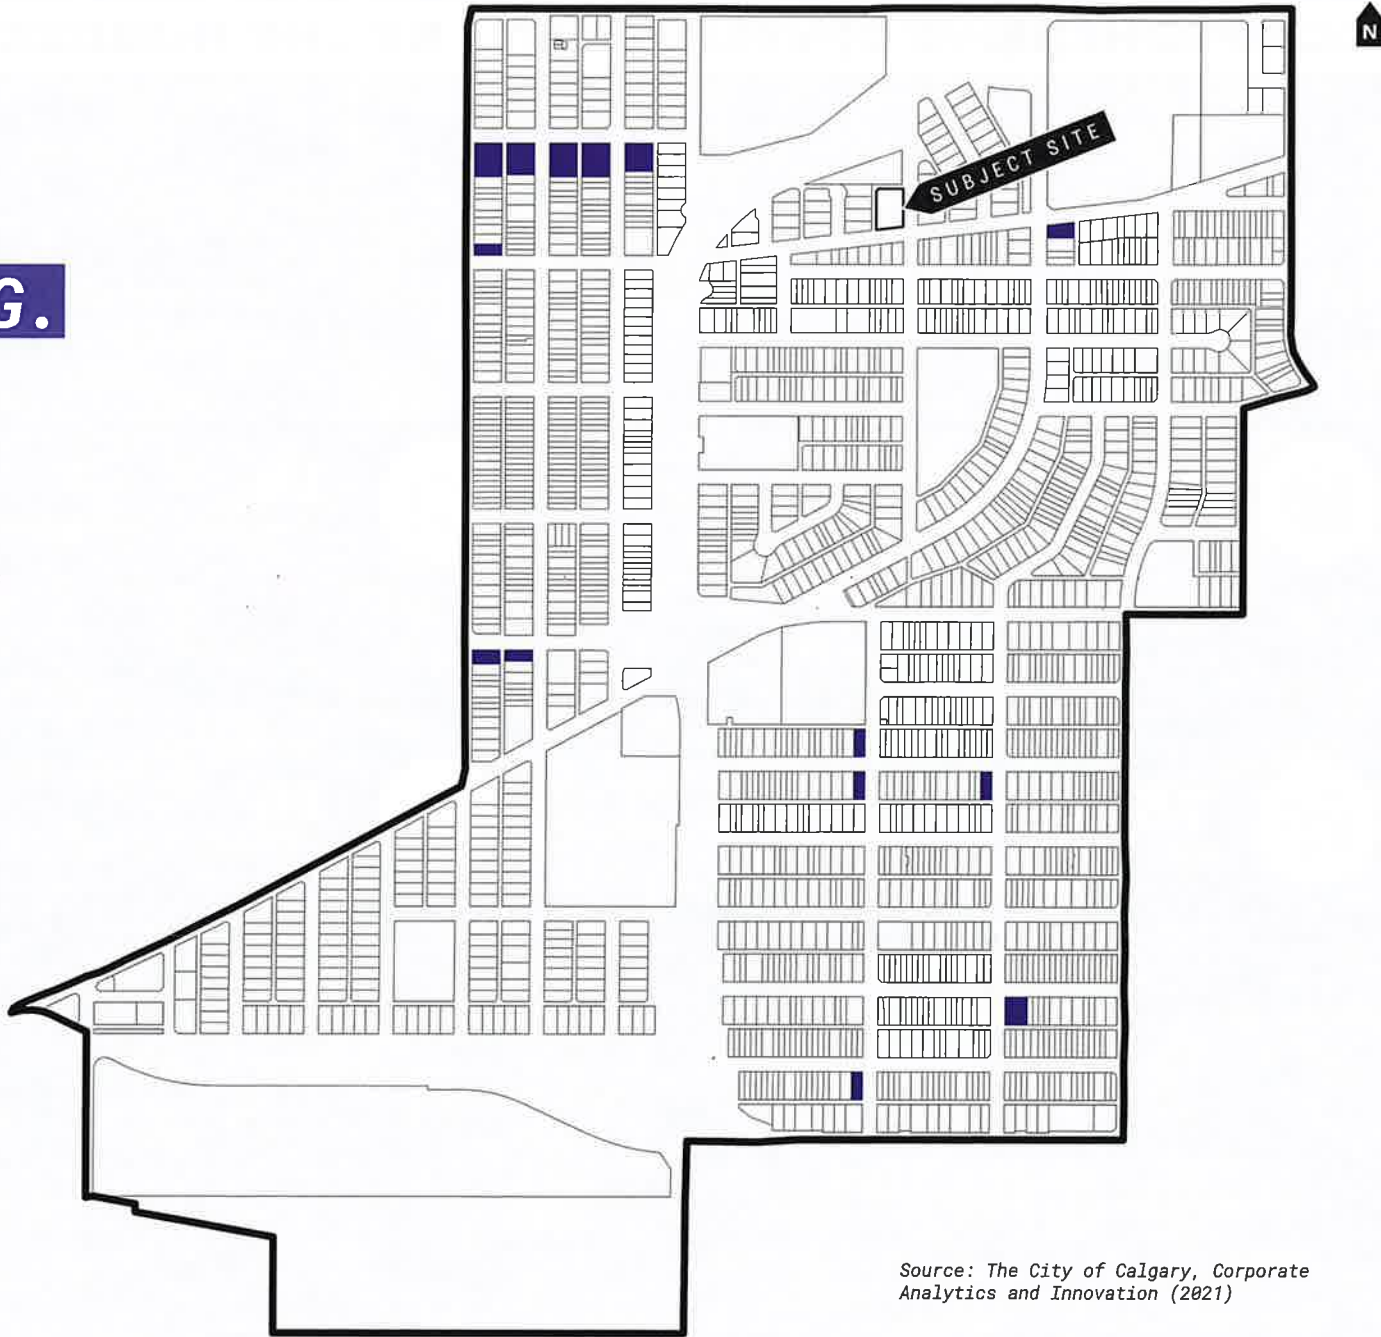 N
SUBJECT SITE
G.
Source: The City of Calgary, Corporate
Analytics and Innovation (2021)